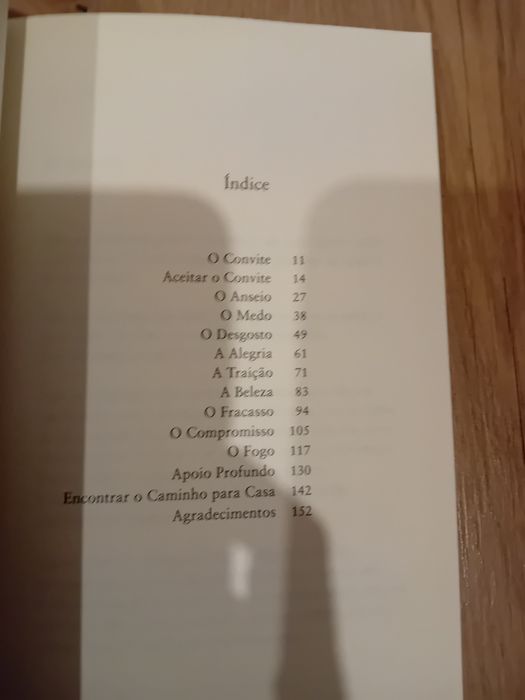 Índice
O Convite 11
Aceitar o Convite 14
O Anseio 27
O Medo 38
O Desgosto 49
A Alegria 61
A Traição 71
A Beleza 83
O Fracasso 94
O Compromisso 105
O Fogo 117
Apoio Profundo 130
Encontrar o Caminho para Casa 142
Agradecimentos 152